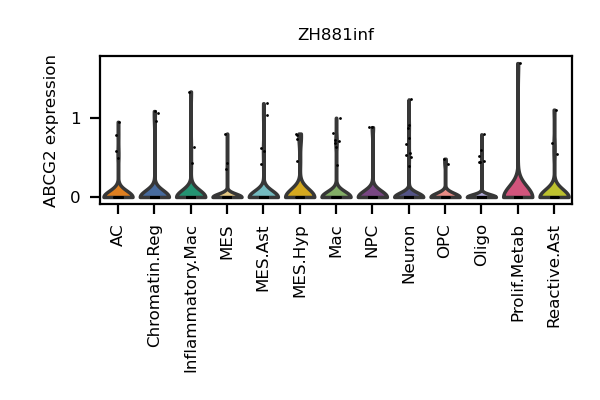 ZH881inf
ABCG2 expression
1
0
AC
Chromatin.Reg
Inflammatory.Mac
MES
MES.Ast
MES.Hyp
Mac
NPC
Neuron
OPC
Oligo
Prolif.Metab
Reactive.Ast